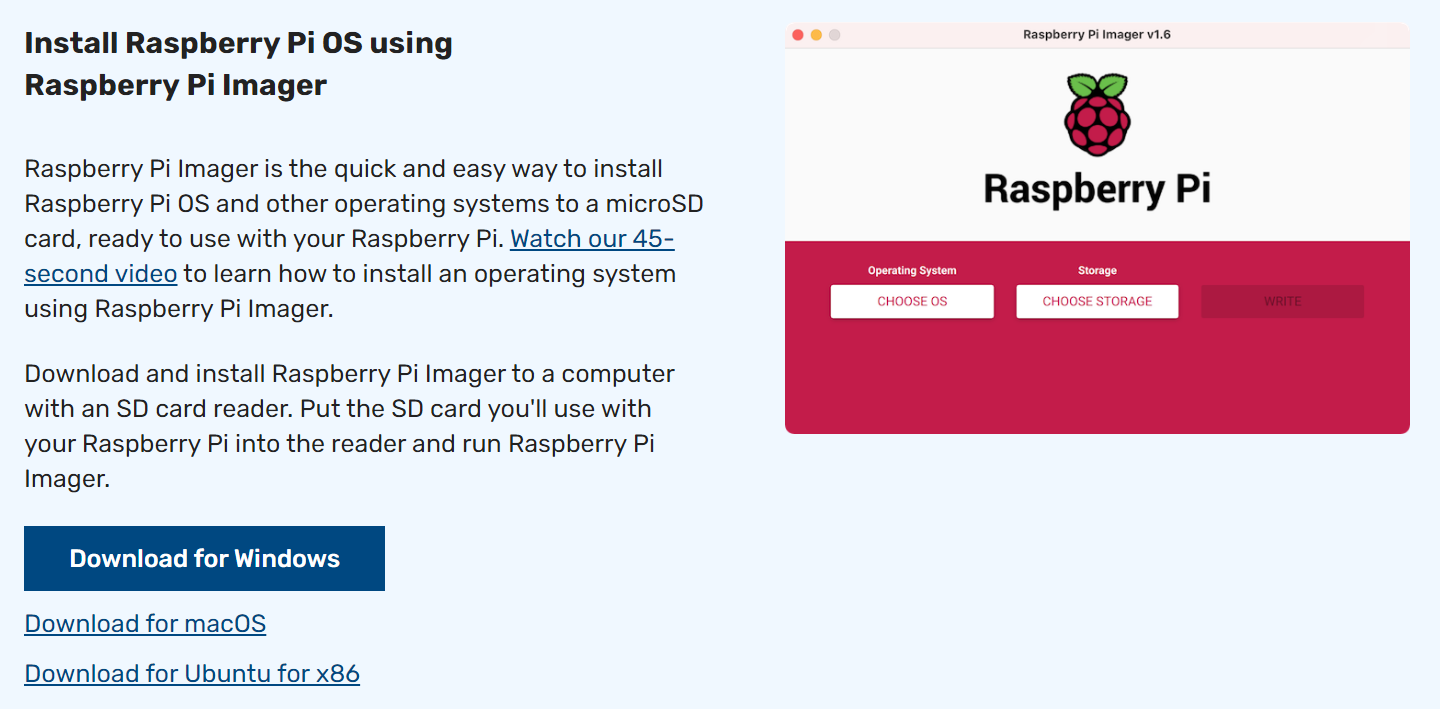 Install Raspberry Pi OS using
Raspberry Pi Imager
Raspberry Pi Imager is the quick and easy way to install
Raspberry Pi OS and other operating systems to a microSD
card, ready to use with your Raspberry Pi. Watch our 45-
second video to learn how to install an operating system
using Raspberry Pi Imager.
Download and install Raspberry Pi Imager to a computer
with an SD card reader. Put the SD card you'll use with
your Raspberry Pi into the reader and run Raspberry Pi
Imager.
Download for Windows
Download for macOS
Download for Ubuntu for x86
Raspberry Pi Imager v1.6
Raspberry Pi
Operating System
Storage
CHOOSE OS
CHOOSE STORAGE
WRITE